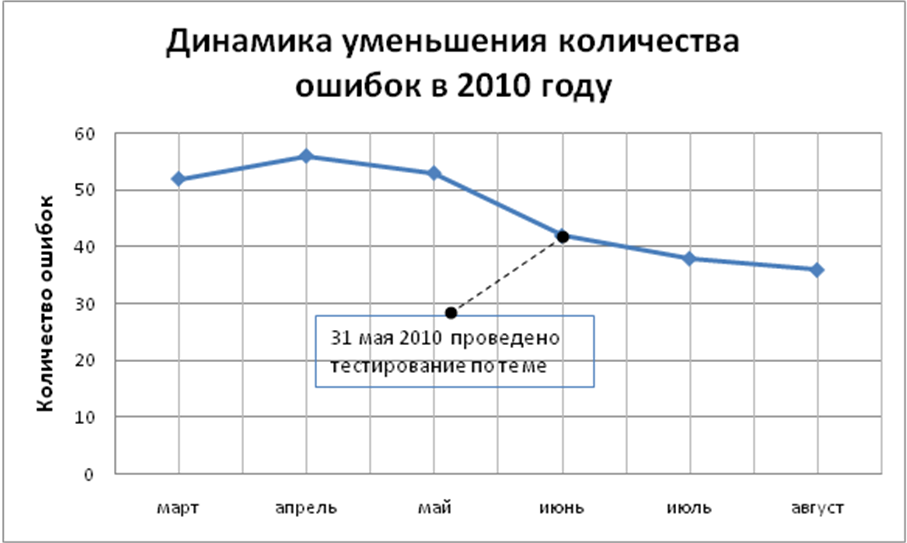 Динамика уменьшения количества
ошибок в 2010 году
Количество ошибок
60
50
40
30
20
10
0
31 мая 2010 проведено
тестирование по теме
март апрель май июнь июль август